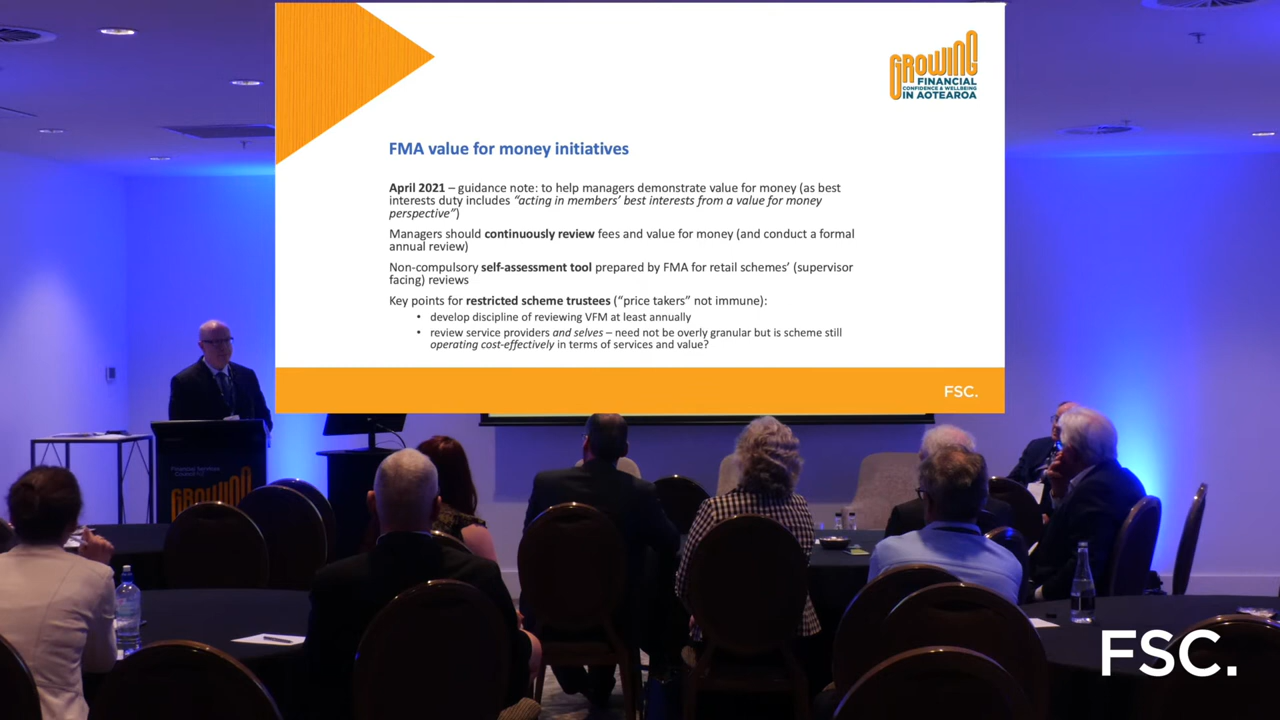 GROWING
FINANCIAL
CONFIDENCE & WELLBEING
IN AOTEAROA
FMA value for money initiatives
April 2021 – guidance note: to help managers demonstrate value for money (as best
interests duty includes “acting in members’ best interests from a value for money
perspective”)
Managers should continuously review fees and value for money (and conduct a formal
annual review)
Non-compulsory self-assessment tool prepared by FMA for retail schemes’ (supervisor
facing) reviews
Key points for restricted scheme trustees (“price takers” not immune):
• develop discipline of reviewing VFM at least annually
• review service providers and selves – need not be overly granular but is scheme still
operating cost-effectively in terms of services and value?
FSC.
Financial Services
Council
GROWING
FSC.